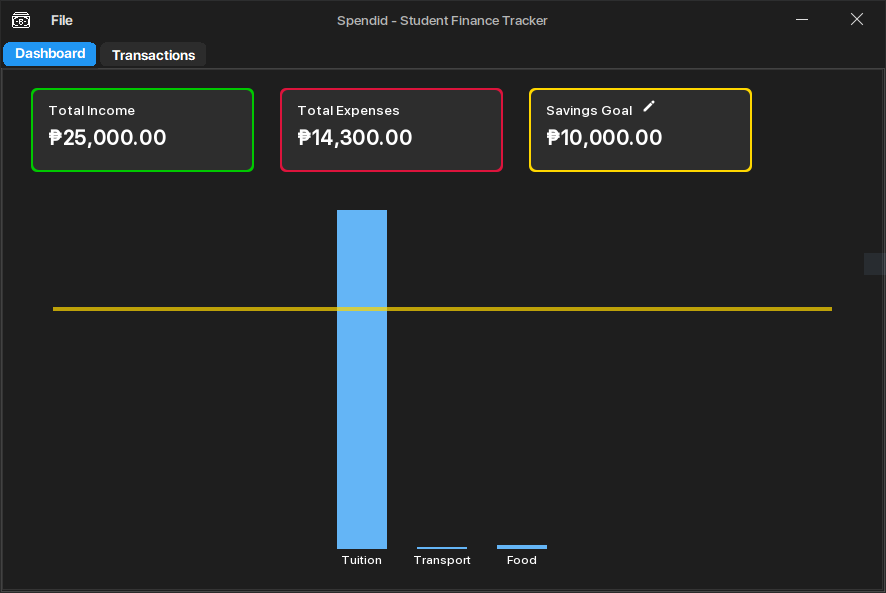 File
Spendid - Student Finance Tracker
Dashboard
Transactions
Total Income
₱25,000.00
Total Expenses
₱14,300.00
Savings Goal
₱10,000.00
Tuition
Transport
Food